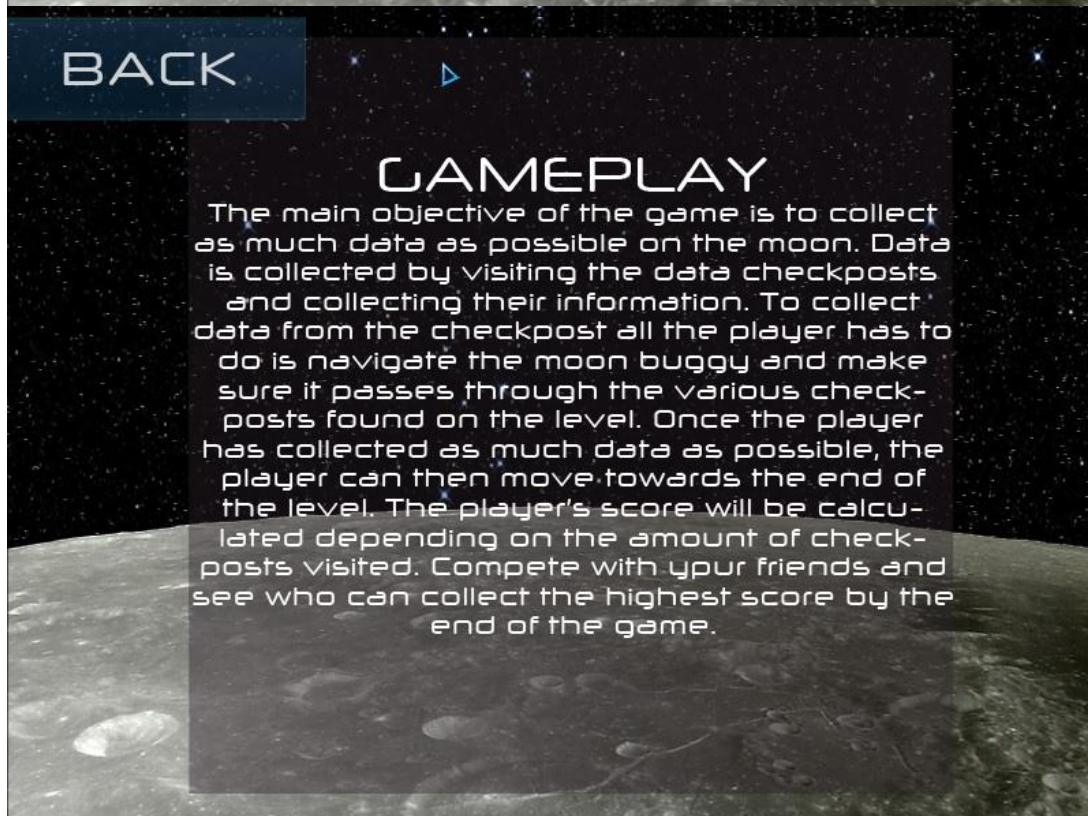 BACK
GAMEPLAY
The main objective of the game is to collect
as much data as possible on the moon. Data
is collected by visiting the data checkposts
and collecting their information. To collect
data from the checkpost all the player has to
do is navigate the moon buggy and make
sure it passes through the various check-
posts found on the level. Once the player
has collected as much data as possible, the
player can then move towards the end of
the level. The player's score will be calcu-
lated depending on the amount of check-
posts visited. Compete with ypur friends and
see who can collect the highest score by the
end of the game.